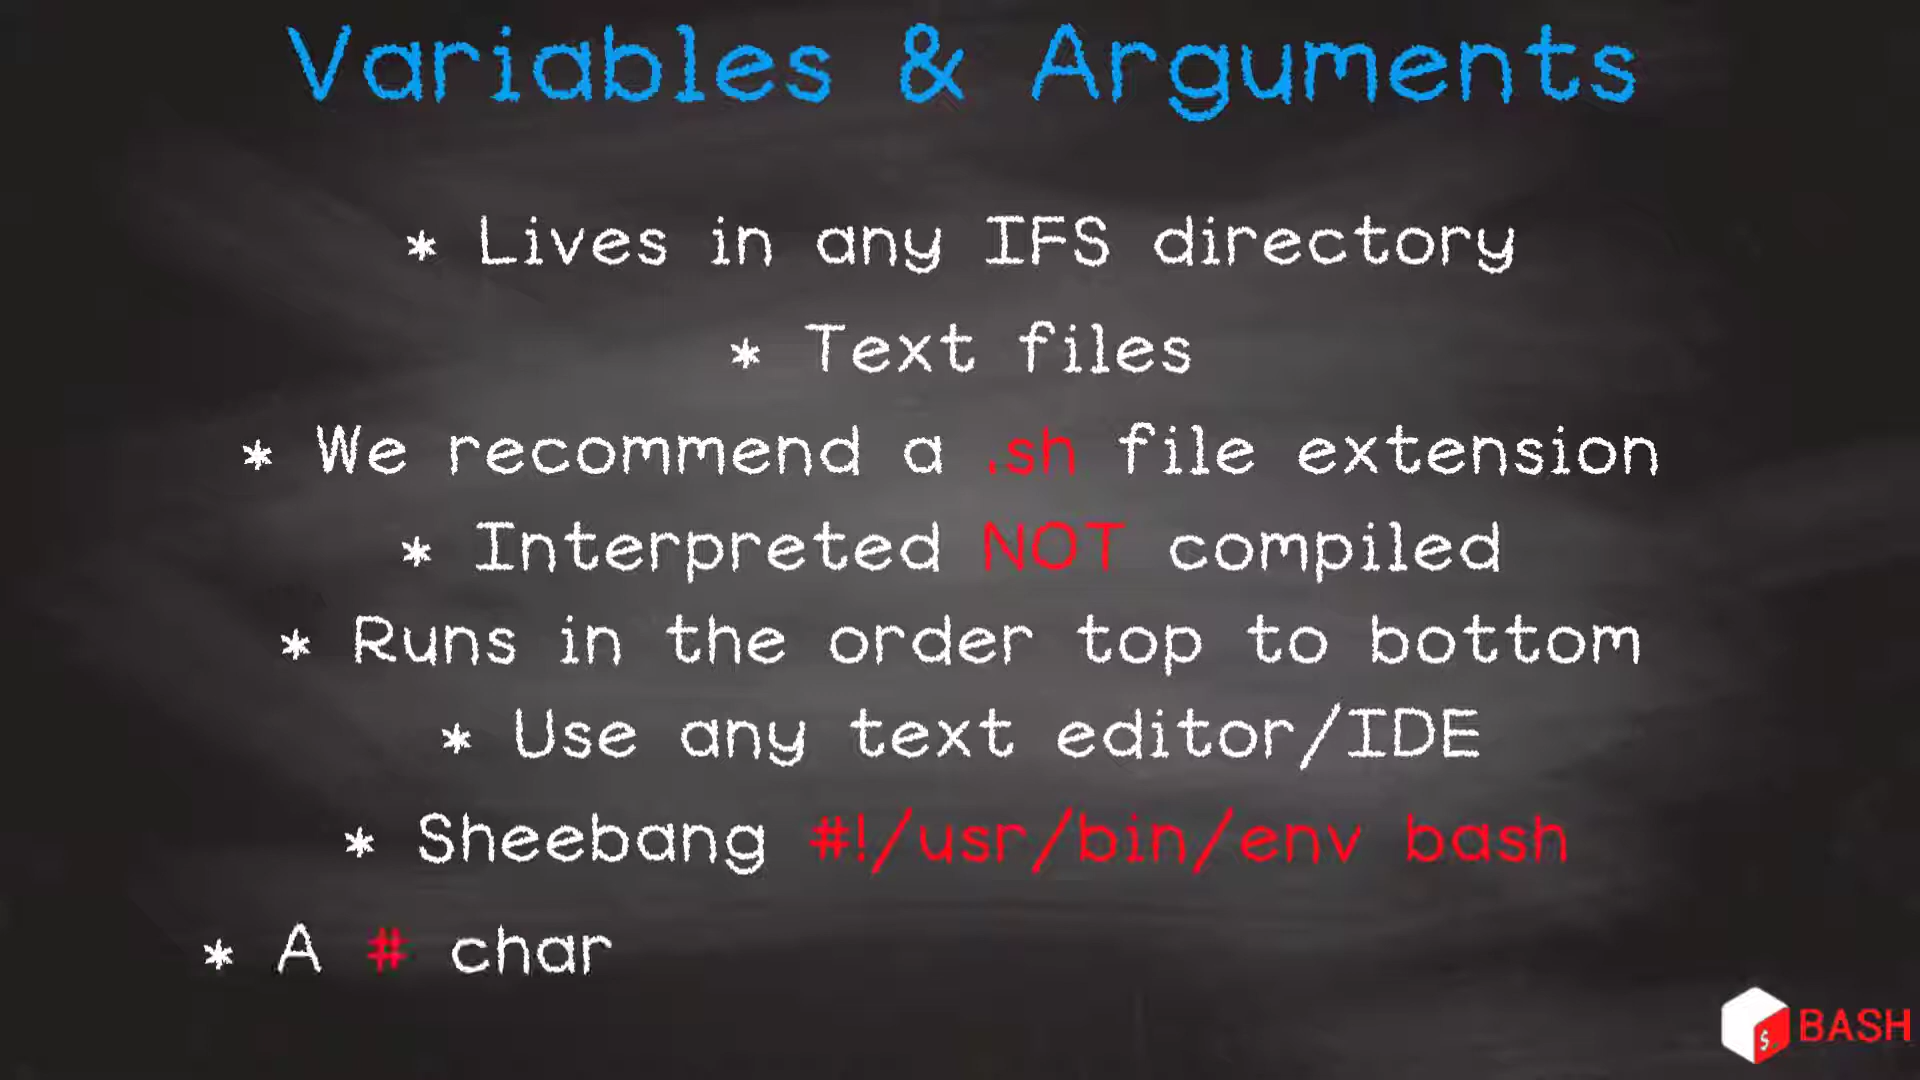 Variables & Arguments
* Lives in any IFS directory
* Text files
* We recommend a .sh file extension
* Interpreted NOT compiled
* Runs in the order top to bottom
* Use any text editor/IDE
* Sheebang #!/usr/bin/env bash
* A # char
$_ BASH